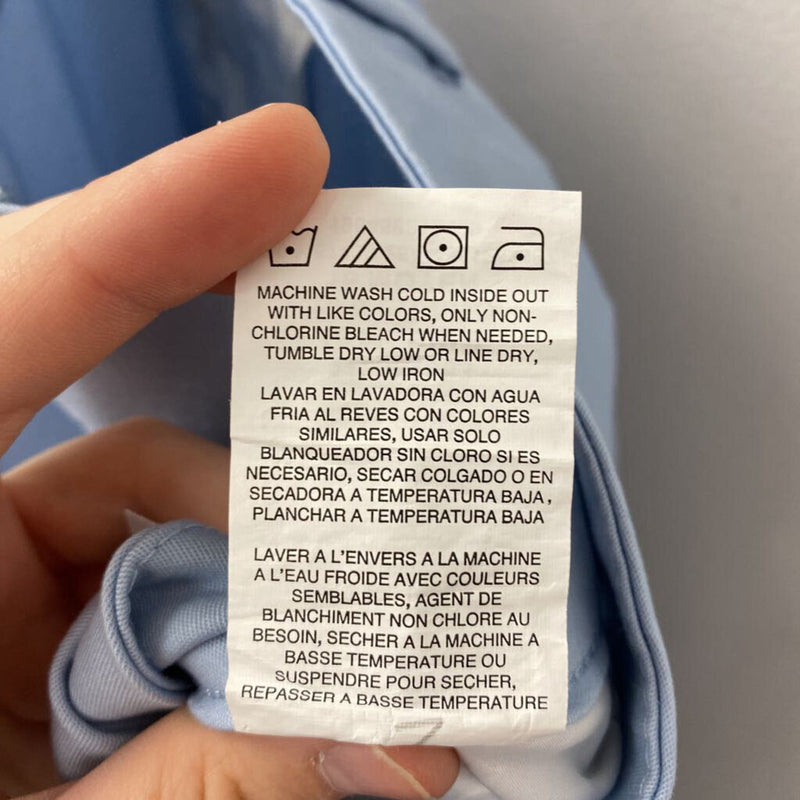 MACHINE WASH COLD INSIDE OUT
WITH LIKE COLORS, ONLY NON-
CHLORINE BLEACH WHEN NEEDED,
TUMBLE DRY LOW OR LINE DRY,
LOW IRON
LAVAR EN LAVADORA CON AGUA
FRIA AL REVES CON COLORES
SIMILARES, USAR SOLO
BLANQUEADOR SIN CLORO SI ES
NECESARIO, SECAR COLGADO O EN
SECADORA A TEMPERATURA BAJA,
PLANCHAR A TEMPERATURA BAJA
LAVER A L'ENVERS A LA MACHINE
A L'EAU FROIDE AVEC COULEURS
SEMBLABLES, AGENT DE
BLANCHIMENT NON CHLORE AU
BESOIN, SECHER A LA MACHINE A
BASSE TEMPERATURE OU
SUSPENDRE POUR SECHER,
REPASSER A BASSE TEMPERATURE